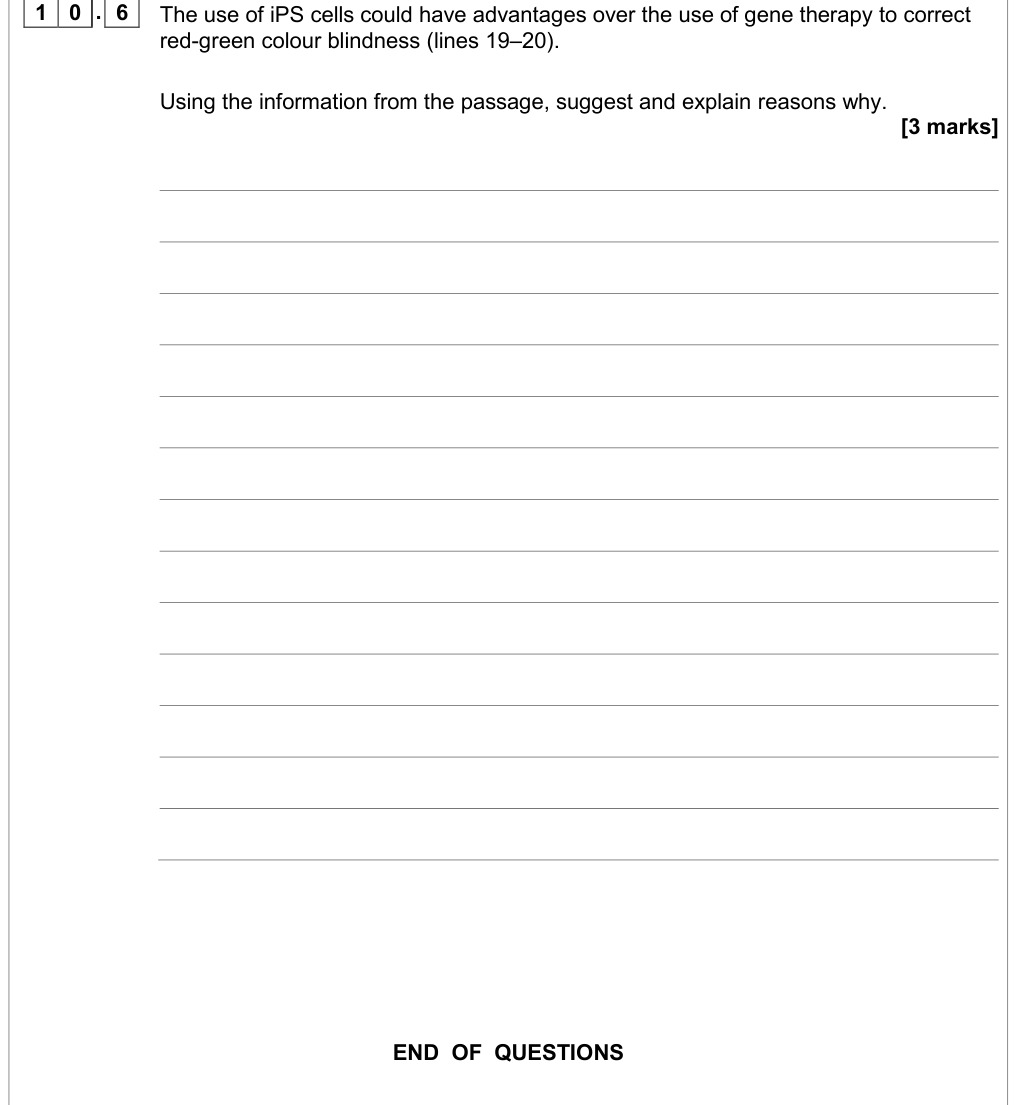 10.6 The use of iPS cells could have advantages over the use of gene therapy to correct
red-green colour blindness (lines 19–20).
Using the information from the passage, suggest and explain reasons why.
[3 marks]
END OF QUESTIONS